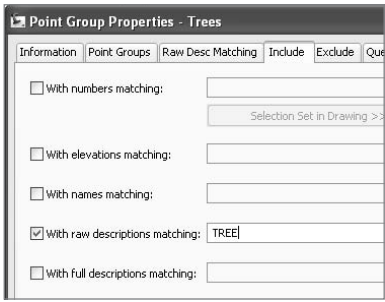 Point Group Properties - Trees
Information Point Groups Raw Desc Matching Include Exclude
With numbers matching:
Selection Set in Drawing >>
With elevations matching:
With names matching:
With raw descriptions matching: TREE
With full descriptions matching: